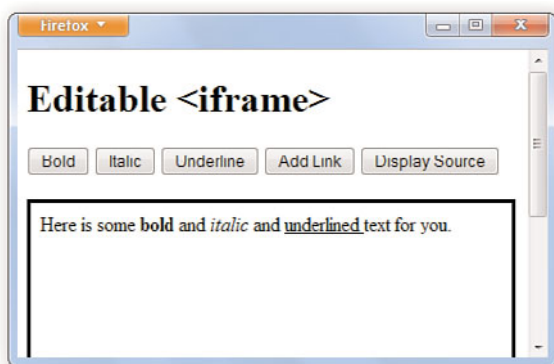 Firefox
Editable <iframe>
Bold Italic Underline Add Link Display Source
Here is some bold and italic and underlined text for you.